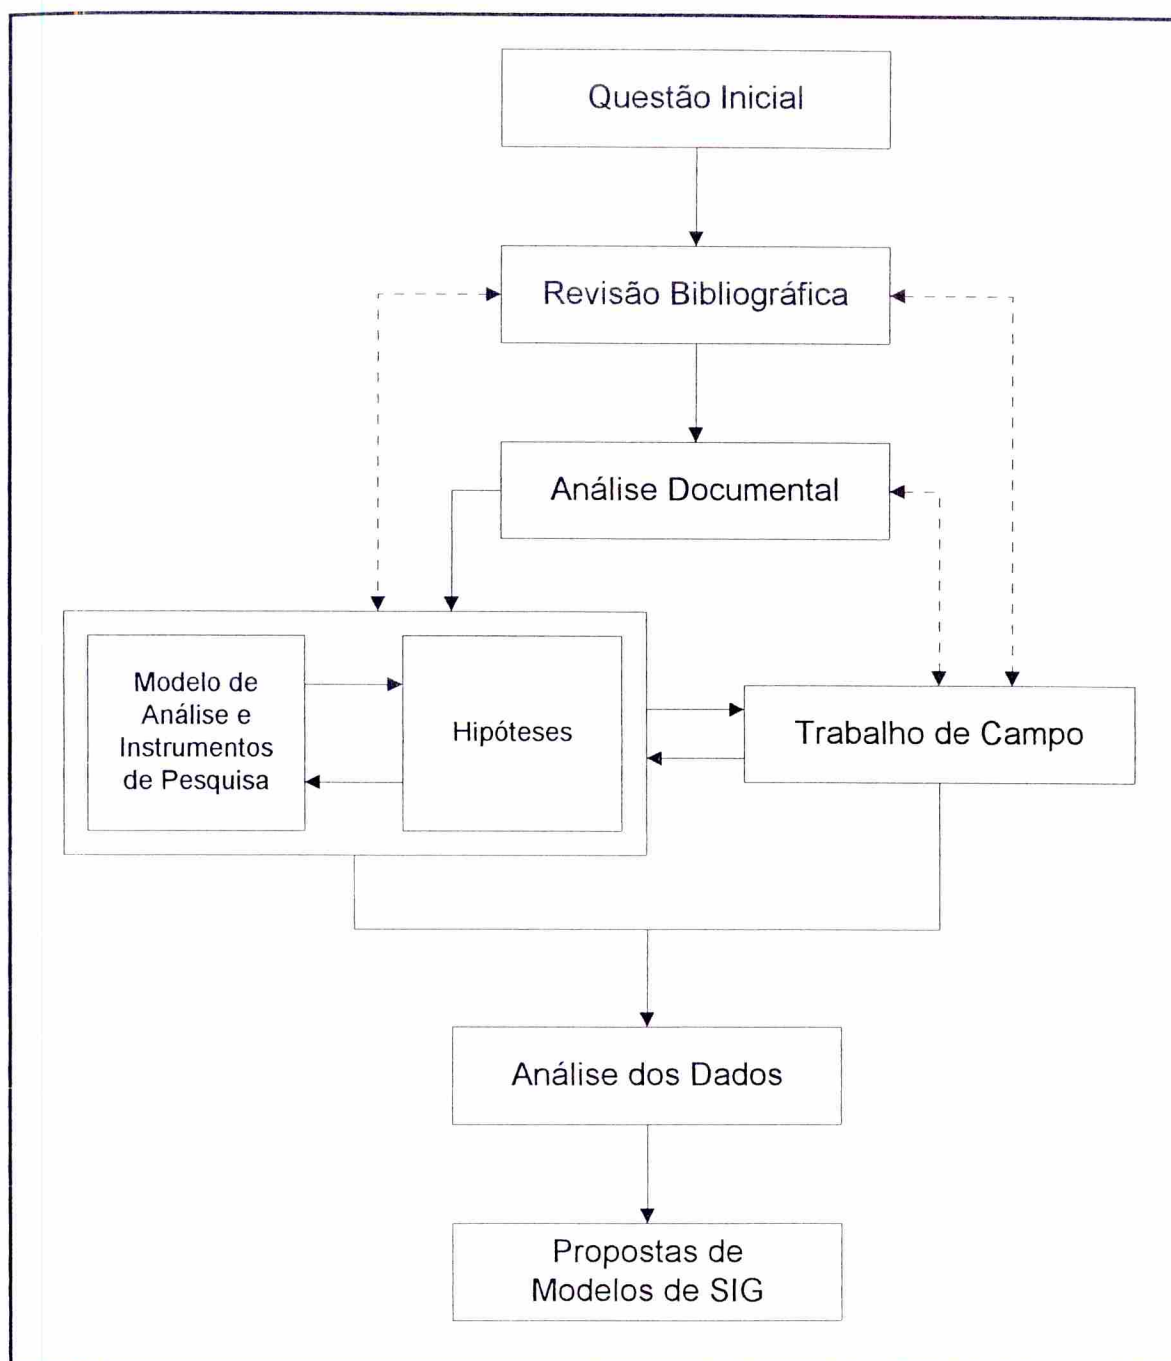 Questão Inicial
Revisão Bibliográfica
Análise Documental
Modelo de
Análise e
Instrumentos
de Pesquisa
Hipóteses
Trabalho de Campo
Análise dos Dados
Propostas de
Modelos de SIG